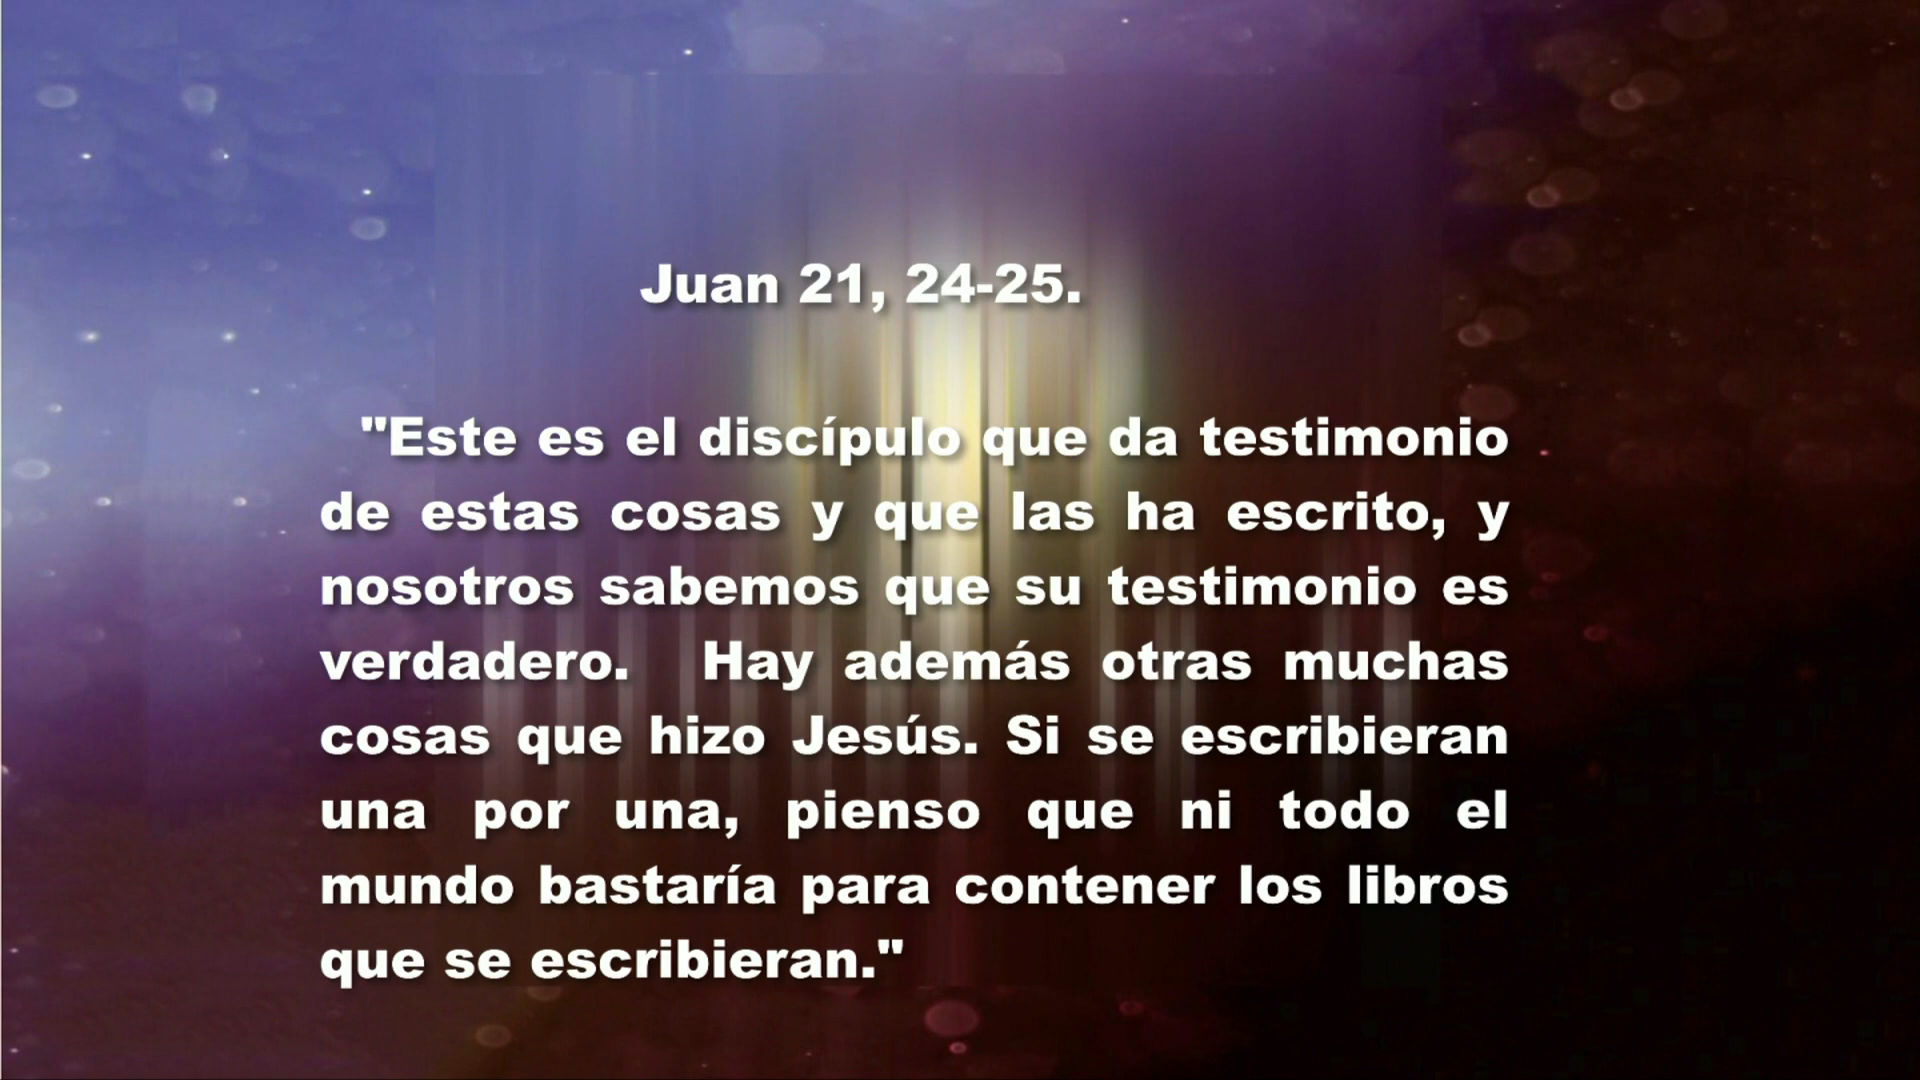 Juan 21, 24-25.
"Este es el discípulo que da testimonio
de estas cosas y que las ha escrito, y
nosotros sabemos que su testimonio es
verdadero. Hay además otras muchas
cosas que hizo Jesús. Si se escribieran
una por una, pienso que ni todo el
mundo bastaría para contener los libros
que se escribieran."